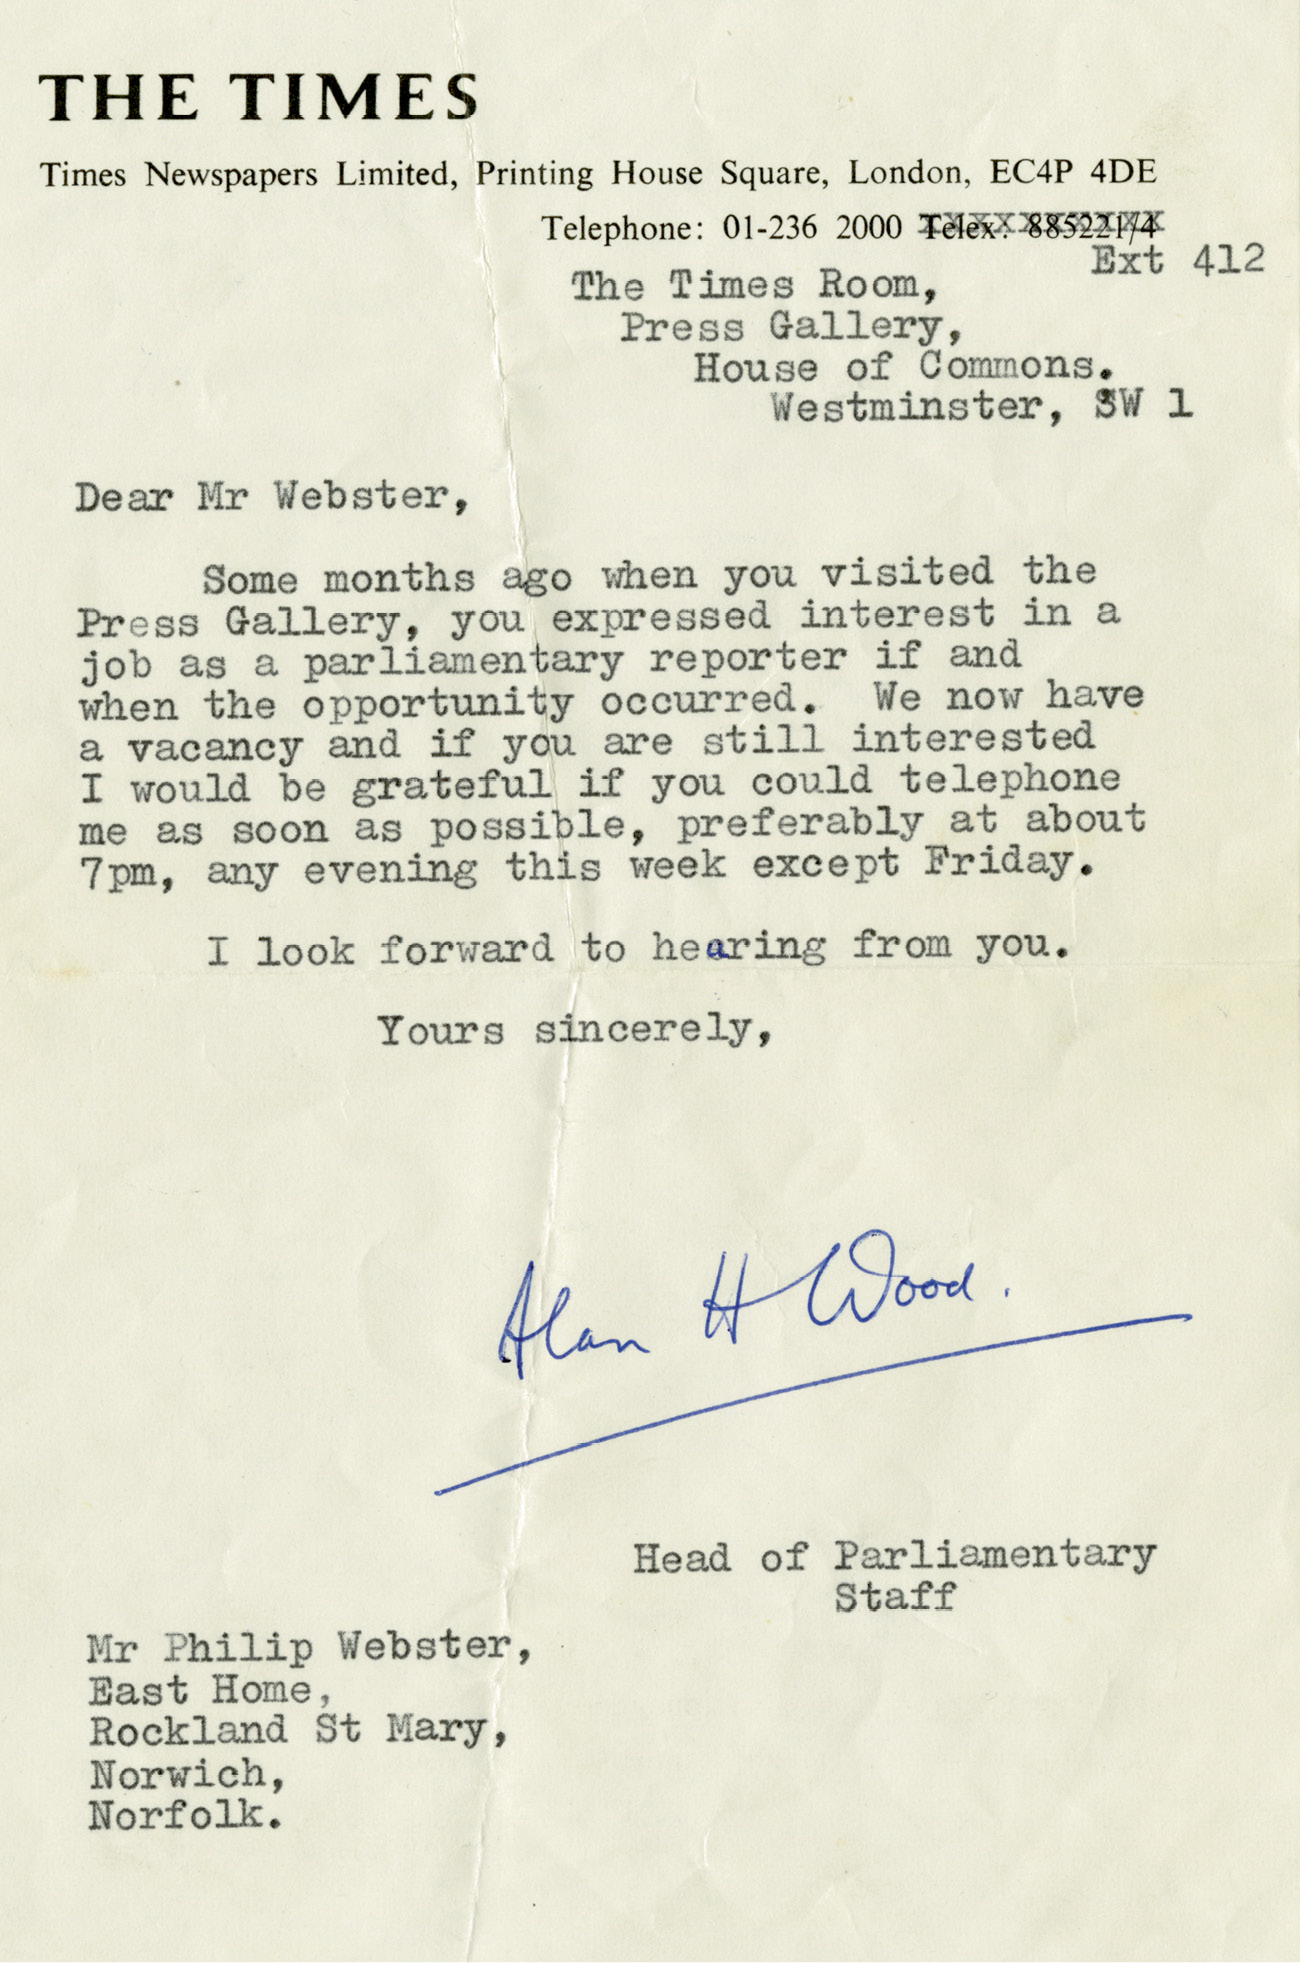 THE TIMES
Times Newspapers Limited, Printing House Square, London, EC4P 4DE
Telephone: 01-236 2000 Telex: 885221/4
Ext 412
The Times Room,
Press Gallery,
House of Commons.
Westminster, SW 1
Dear Mr Webster,
Some months ago when you visited the
Press Gallery, you expressed interest in a
job as a parliamentary reporter if and
when the opportunity occurred. We now have
a vacancy and if you are still interested
I would be grateful if you could telephone
me as soon as possible, preferably at about
7pm, any evening this week except Friday.
I look forward to hearing from you.
Yours sincerely,
Alan H Wood.
Head of Parliamentary
Staff
Mr Philip Webster,
East Home,
Rockland St Mary,
Norwich,
Norfolk.